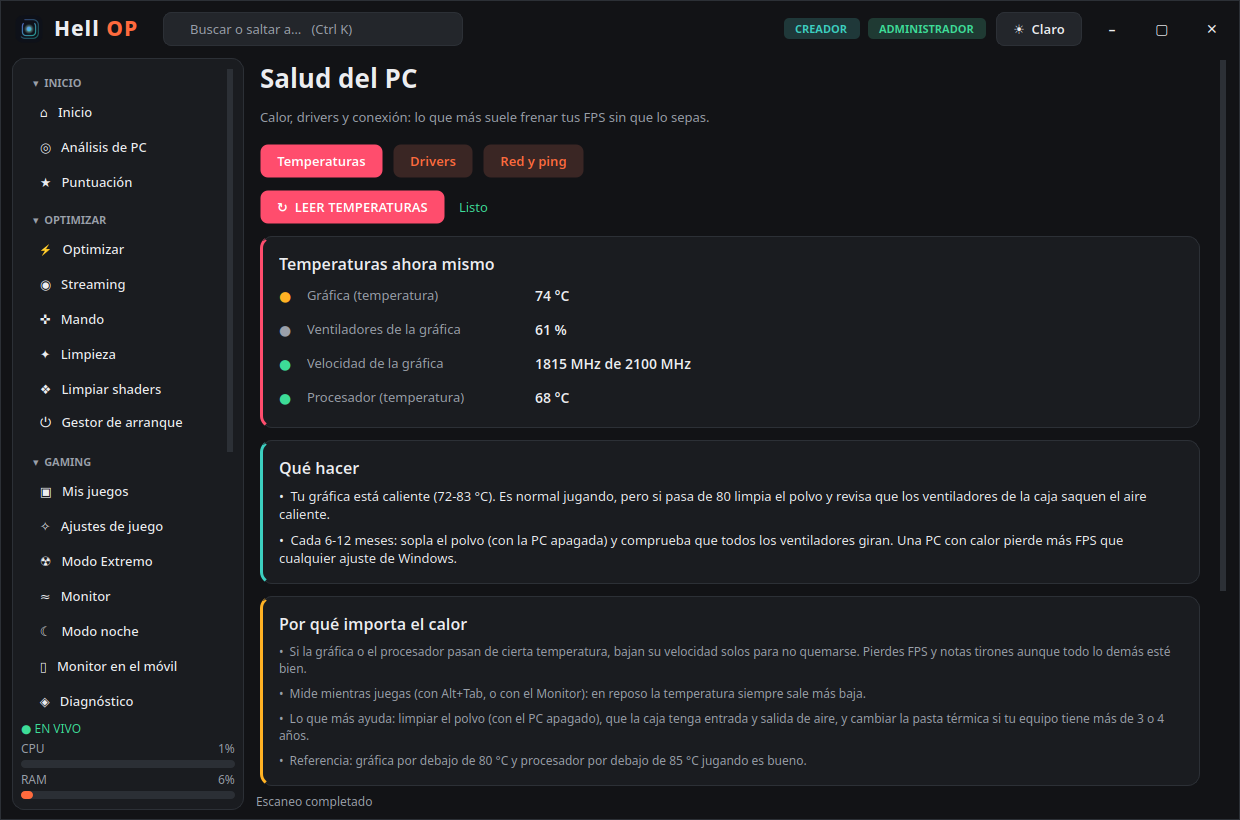 Hell OP
Buscar o saltar a... (Ctrl K)
CREADOR
ADMINISTRADOR
☀ Claro
▾ INICIO
Inicio
Análisis de PC
Puntuación
▾ OPTIMIZAR
Optimizar
Streaming
Mando
Limpieza
Limpiar shaders
Gestor de arranque
▾ GAMING
Mis juegos
Ajustes de juego
Modo Extremo
Monitor
Modo noche
Monitor en el móvil
Diagnóstico
EN VIVO
CPU 1%
RAM 6%
Salud del PC
Calor, drivers y conexión: lo que más suele frenar tus FPS sin que lo sepas.
Temperaturas
Drivers
Red y ping
↻ LEER TEMPERATURAS
Listo
Temperaturas ahora mismo
Gráfica (temperatura) 74 °C
Ventiladores de la gráfica 61 %
Velocidad de la gráfica 1815 MHz de 2100 MHz
Procesador (temperatura) 68 °C
Qué hacer
• Tu gráfica está caliente (72-83 °C). Es normal jugando, pero si pasa de 80 limpia el polvo y revisa que los ventiladores de la caja saquen el aire
caliente.
• Cada 6-12 meses: sopla el polvo (con la PC apagada) y comprueba que todos los ventiladores giran. Una PC con calor pierde más FPS que
cualquier ajuste de Windows.
Por qué importa el calor
• Si la gráfica o el procesador pasan de cierta temperatura, bajan su velocidad solos para no quemarse. Pierdes FPS y notas tirones aunque todo lo demás esté
bien.
• Mide mientras juegas (con Alt+Tab, o con el Monitor): en reposo la temperatura siempre sale más baja.
• Lo que más ayuda: limpiar el polvo (con el PC apagado), que la caja tenga entrada y salida de aire, y cambiar la pasta térmica si tu equipo tiene más de 3 o 4
años.
• Referencia: gráfica por debajo de 80 °C y procesador por debajo de 85 °C jugando es bueno.
Escaneo completado